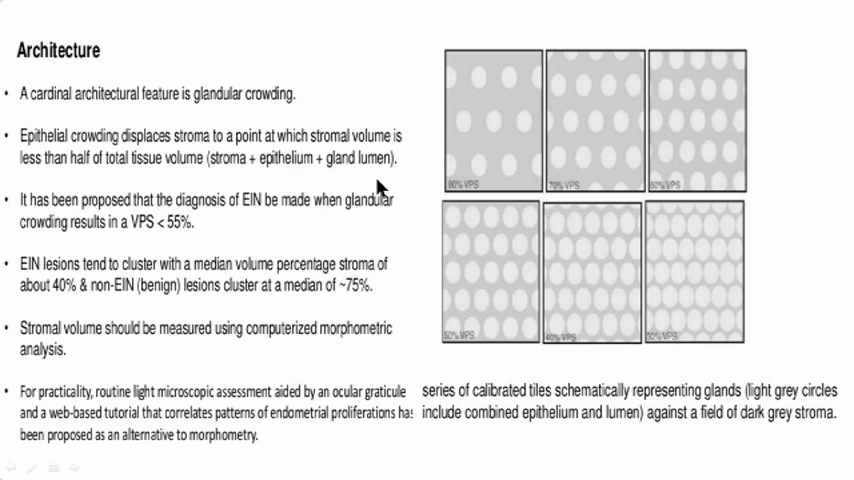 Architecture
• A cardinal architectural feature is glandular crowding.
• Epithelial crowding displaces stroma to a point at which stromal volume is
less than half of total tissue volume (stroma + epithelium + gland lumen).
• It has been proposed that the diagnosis of EIN be made when glandular
crowding results in a VPS < 55%.
• EIN lesions tend to cluster with a median volume percentage stroma of
about 40% & non-EIN (benign) lesions cluster at a median of ~75%.
• Stromal volume should be measured using computerized morphometric
analysis.
• For practicality, routine light microscopic assessment aided by an ocular graticule
and a web-based tutorial that correlates patterns of endometrial proliferations has
been proposed as an alternative to morphometry.
80% VPS
70% VPS
60% VPS
50% VPS
40% VPS
30% VPS
series of calibrated tiles schematically representing glands (light grey circles
include combined epithelium and lumen) against a field of dark grey stroma.